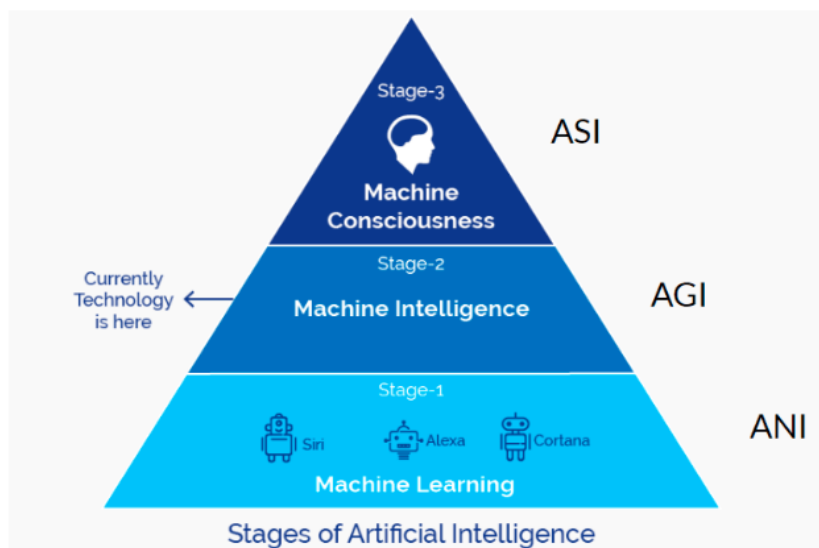 Stage-3
ASI
Machine
Consciousness
Stage-2
Currently
Technology
is here
Machine Intelligence
AGI
Stage-1
Siri
Alexa
Cortana
ANI
Machine Learning
Stages of Artificial Intelligence